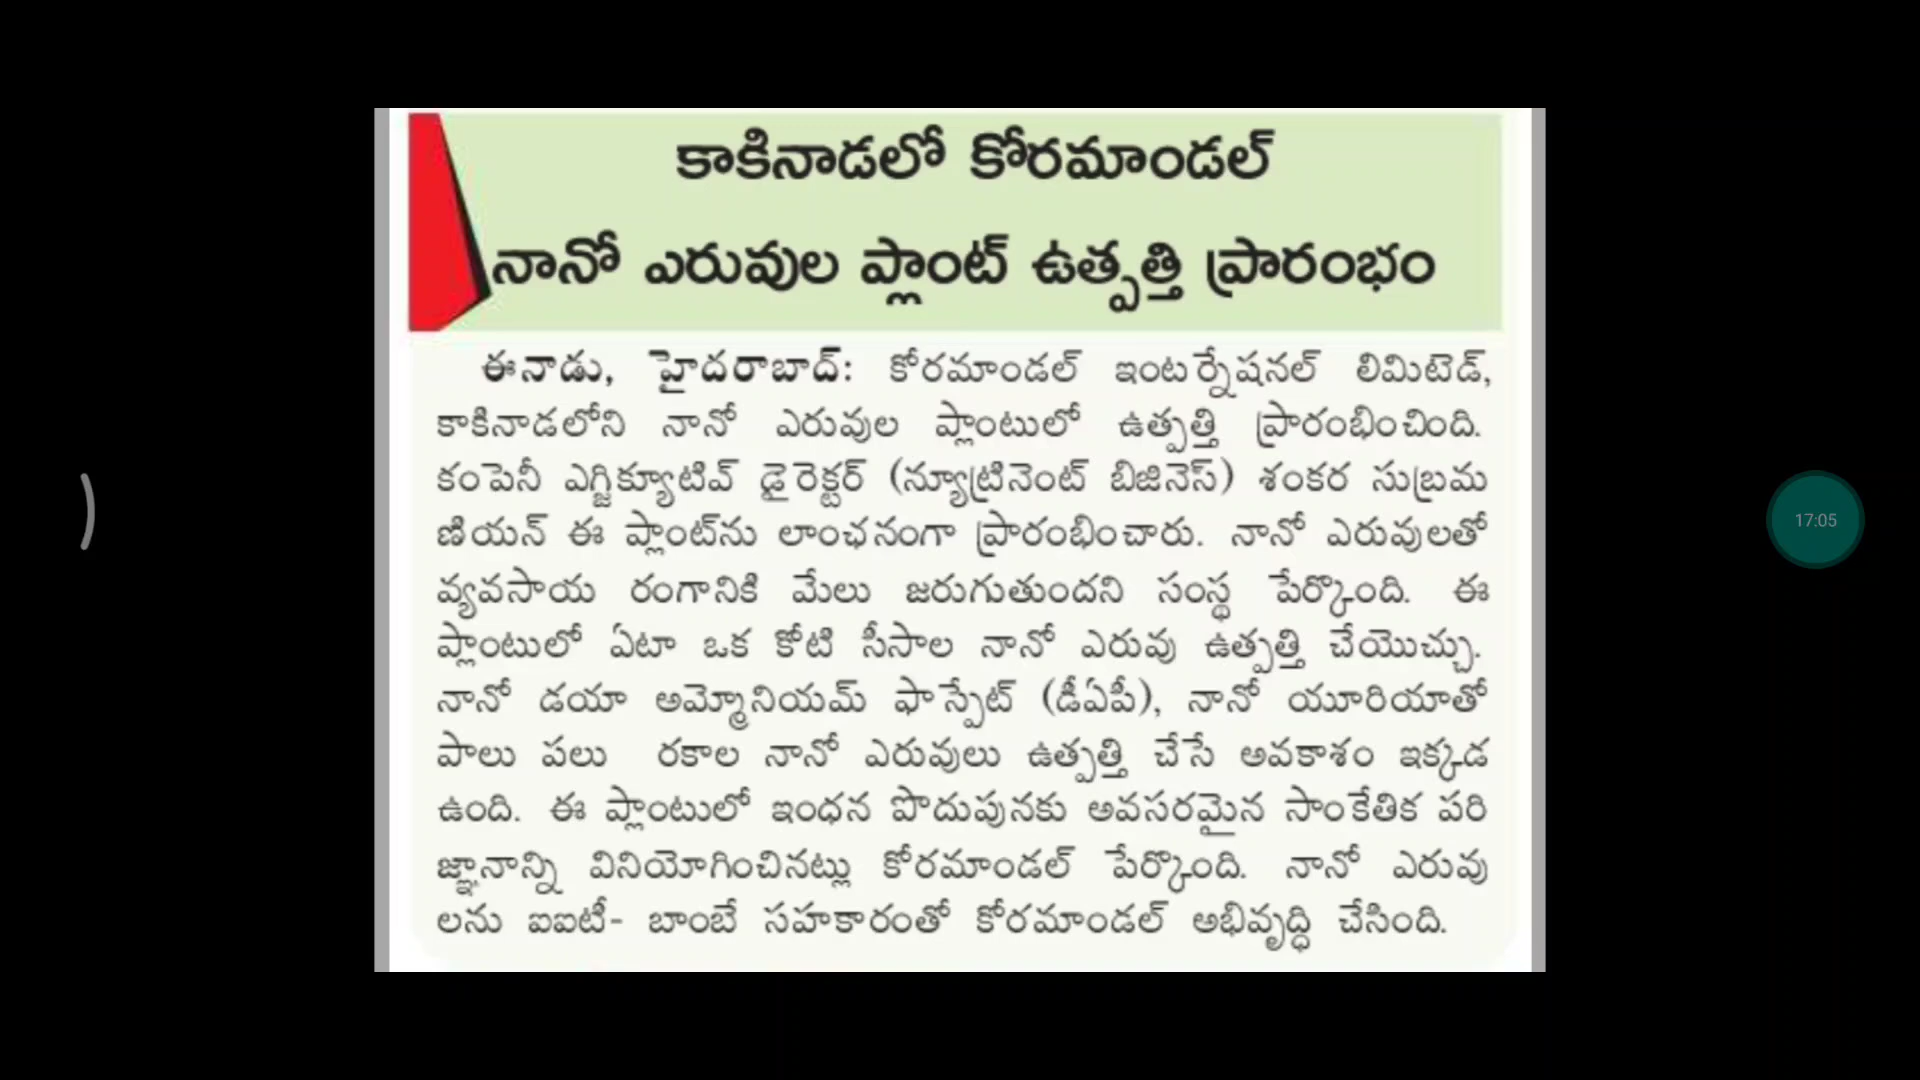 కాకినాడలో కోరమాండల్
నానో ఎరువుల ప్లాంట్ ఉత్పత్తి ప్రారంభం
ఈనాడు, హైదరాబాద్: కోరమాండల్ ఇంటర్నేషనల్ లిమిటెడ్,
కాకినాడలోని నానో ఎరువుల ప్లాంటులో ఉత్పత్తి ప్రారంభించింది.
కంపెనీ ఎగ్జిక్యూటివ్ డైరెక్టర్ (న్యూట్రినెంట్ బిజినెస్) శంకర సుబ్రమ
ణియన్ ఈ ప్లాంట్‌ను లాంఛనంగా ప్రారంభించారు. నానో ఎరువులతో
వ్యవసాయ రంగానికి మేలు జరుగుతుందని సంస్థ పేర్కొంది. ఈ
ప్లాంటులో ఏటా ఒక కోటి సీసాల నానో ఎరువు ఉత్పత్తి చేయొచ్చు.
నానో డయా అమ్మోనియమ్ ఫాస్పేట్ (డీఏపీ), నానో యూరియాతో
పాలు పలు రకాల నానో ఎరువులు ఉత్పత్తి చేసే అవకాశం ఇక్కడ
ఉంది. ఈ ప్లాంటులో ఇంధన పొదుపునకు అవసరమైన సాంకేతిక పరి
జ్ఞానాన్ని వినియోగించినట్లు కోరమాండల్ పేర్కొంది. నానో ఎరువు
లను ఐఐటీ- బాంబే సహకారంతో కోరమాండల్ అభివృద్ధి చేసింది.
17:05